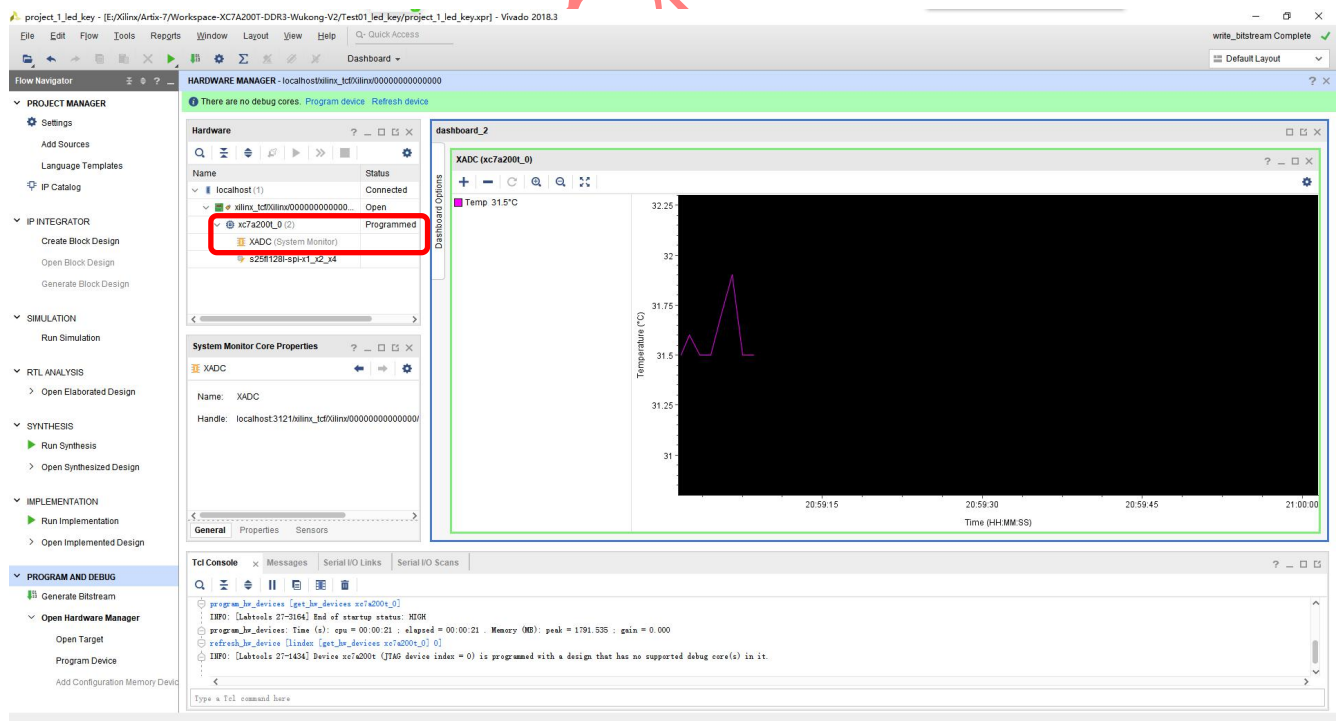 project_1_led_key - [E:/Xilinx/Artix-7/Workspace-XC7A200T-DDR3-Wukong-V2/Test01_led_key/project_1_led_key.xpr] - Vivado 2018.3
File Edit Flow Tools Reports Window Layout View Help Q- Quick Access
write_bitstream Complete
Dashboard
Default Layout
Flow Navigator
HARDWARE MANAGER - localhost/xilinx_tcf/Xilinx/00000000000000
There are no debug cores. Program device Refresh device
PROJECT MANAGER
Settings
Add Sources
Language Templates
IP Catalog
IP INTEGRATOR
Create Block Design
Open Block Design
Generate Block Design
SIMULATION
Run Simulation
RTL ANALYSIS
Open Elaborated Design
SYNTHESIS
Run Synthesis
Open Synthesized Design
IMPLEMENTATION
Run Implementation
Open Implemented Design
PROGRAM AND DEBUG
Generate Bitstream
Open Hardware Manager
Open Target
Program Device
Add Configuration Memory Devic
Hardware
Name Status
localhost (1) Connected
xilinx_tcf/Xilinx/000000000000... Open
xc7a200t_0 (2) Programmed
XADC (System Monitor)
s25fl128l-spi-x1_x2_x4
System Monitor Core Properties
XADC
Name: XADC
Handle: localhost:3121/xilinx_tcf/Xilinx/00000000000000/
General Properties Sensors
dashboard_2
Dashboard Options
XADC (xc7a200t_0)
Temp 31.5°C
Temperature (°C)
32.25
32
31.75
31.5
31.25
31
20:59:15 20:59:30 20:59:45 21:00:00
Time (HH:MM:SS)
Tcl Console Messages Serial I/O Links Serial I/O Scans
program_hw_devices [get_hw_devices xc7a200t_0]
INFO: [Labtools 27-3164] End of startup status: HIGH
program_hw_devices: Time (s): cpu = 00:00:21 ; elapsed = 00:00:21 . Memory (MB): peak = 1791.535 ; gain = 0.000
refresh_hw_device [lindex [get_hw_devices xc7a200t_0] 0]
INFO: [Labtools 27-1434] Device xc7a200t (JTAG device index = 0) is programmed with a design that has no supported debug core(s) in it.
Type a Tcl command here